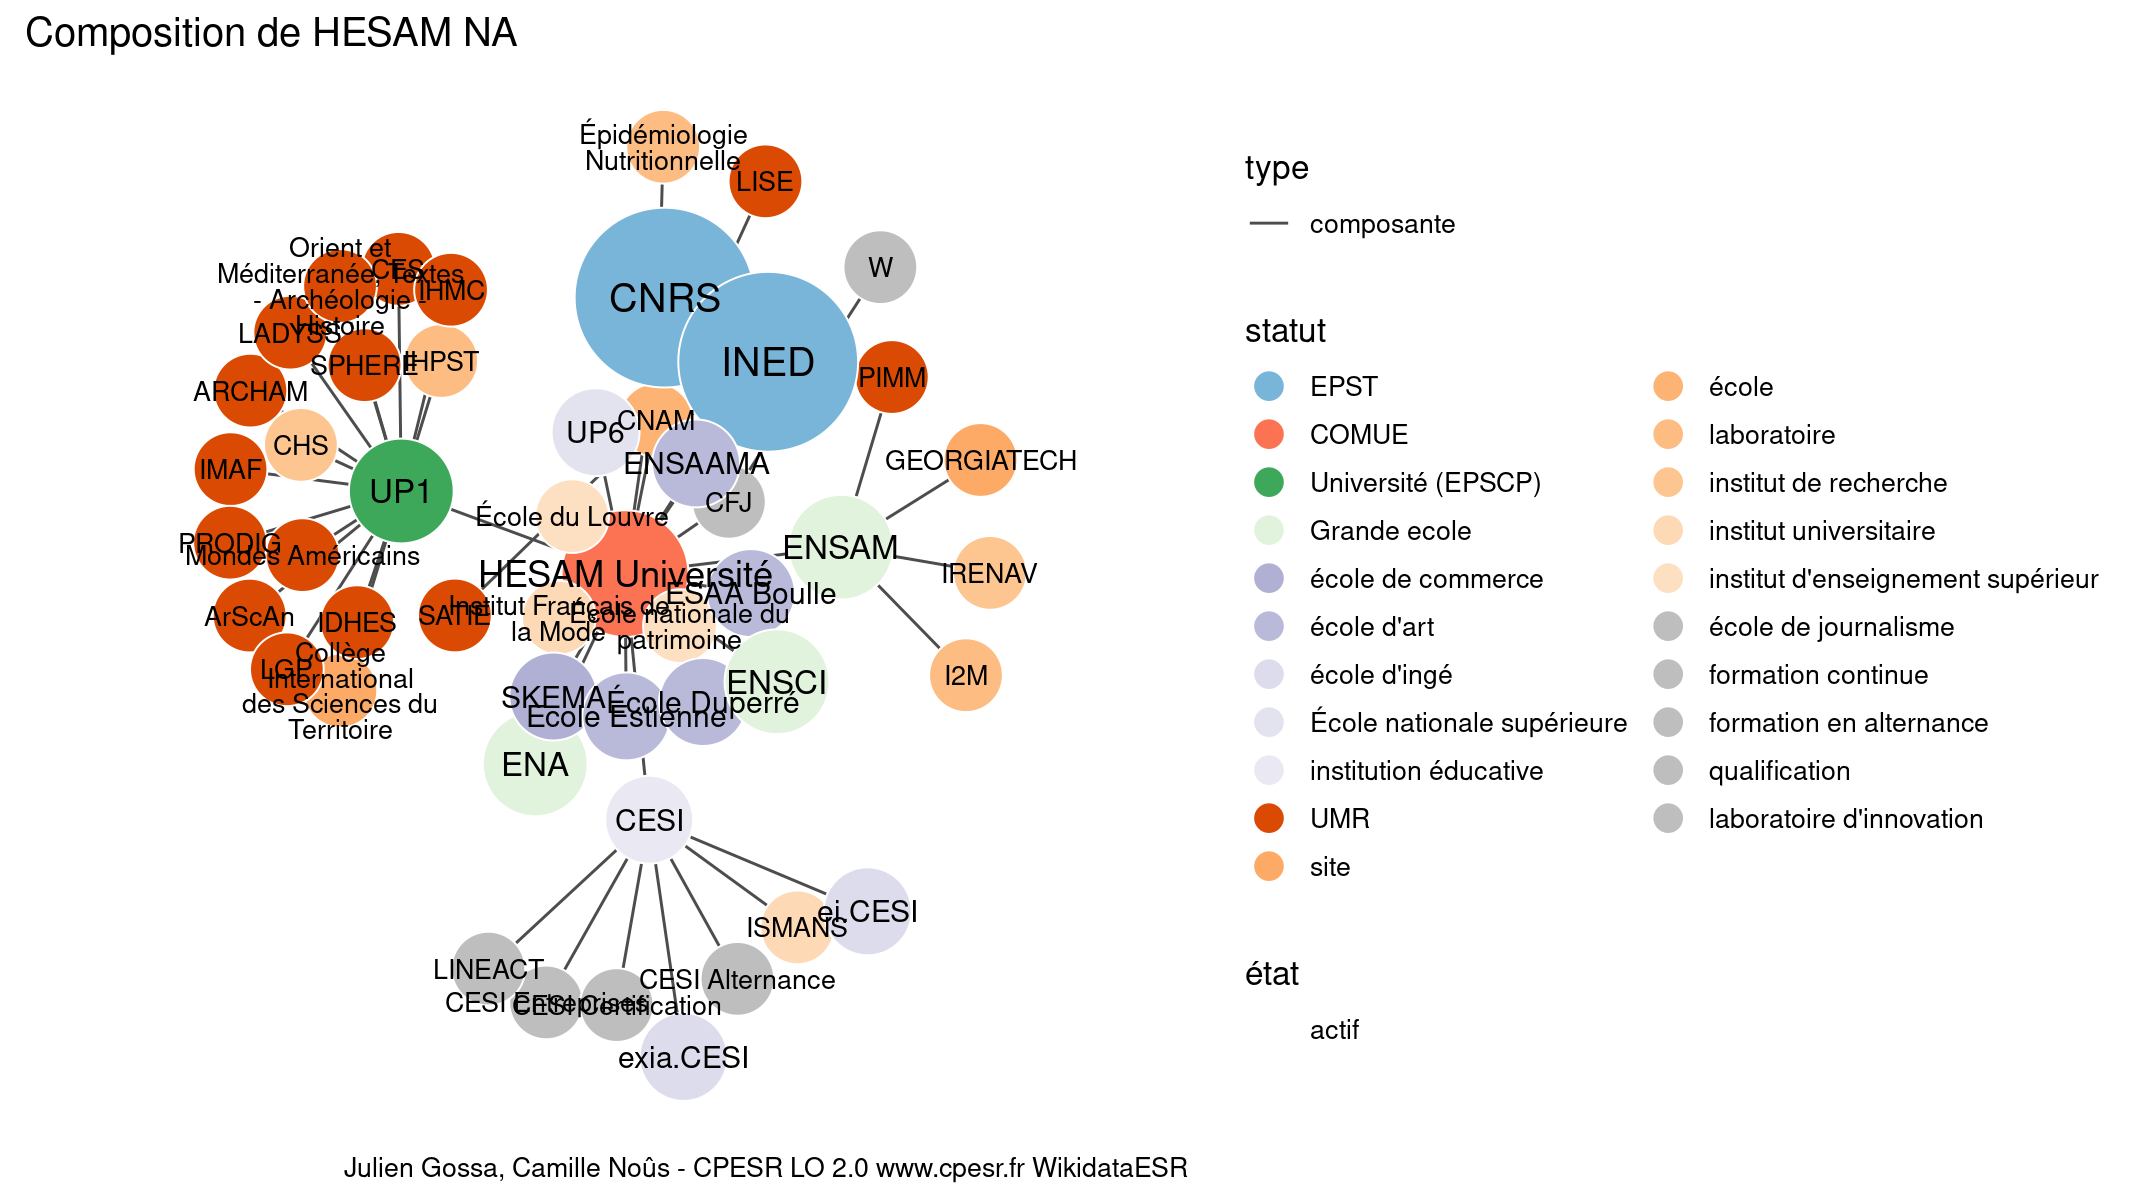 Composition de HESAM NA
Épidémiologie
Nutritionnelle
LISE
CNRS
W
INED
Orient et
Méditerranée, Textes
- Archéologie -
Histoire
CES
IHMC
LADYSS
SPHERE
IHPST
ARCHAM
PIMM
CHS
UP6
CNAM
IMAF
ENSAAMA
GEORGIATECH
UP1
CFJ
École du Louvre
PRODIG
Mondes Américains
ENSAM
HESAM Université
IRENAV
ESAA Boulle
ArScAn
IDHES
SATIE
Institut Français de
la Mode
École nationale du
patrimoine
LGP
Collège
International
des Sciences du
Territoire
I2M
SKEMA
École Duperré
ENSCI
École Estienne
ENA
CESI
ei.CESI
ISMANS
LINEACT
CESI Alternance
CESI Entreprises
CESI Certification
exia.CESI
type
composante
statut
EPST
COMUE
Université (EPSCP)
Grande ecole
école de commerce
école d'art
école d'ingé
École nationale supérieure
institution éducative
UMR
site
école
laboratoire
institut de recherche
institut universitaire
institut d'enseignement supérieur
école de journalisme
formation continue
formation en alternance
qualification
laboratoire d'innovation
état
actif
Julien Gossa, Camille Noûs - CPESR LO 2.0 www.cpesr.fr WikidataESR